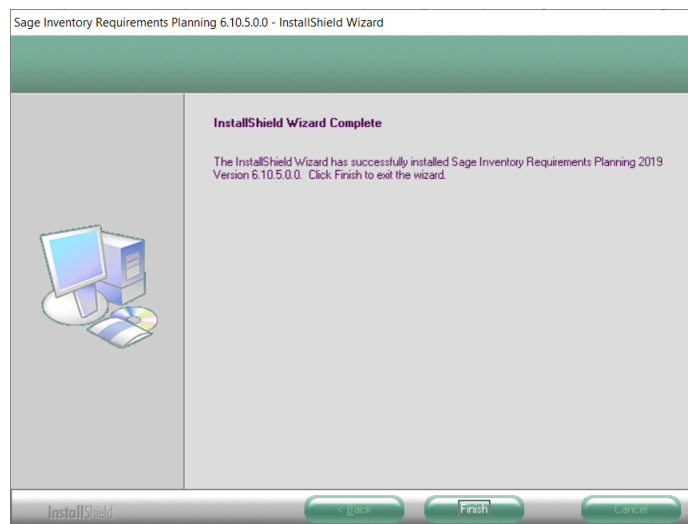 Sage Inventory Requirements Planning 6.10.5.0.0 - InstallShield Wizard
InstallShield Wizard Complete
The InstallShield Wizard has successfully installed Sage Inventory Requirements Planning 2019
Version 6.10.5.0.0. Click Finish to exit the wizard.
InstallShield
< Back
Finish
Cancel